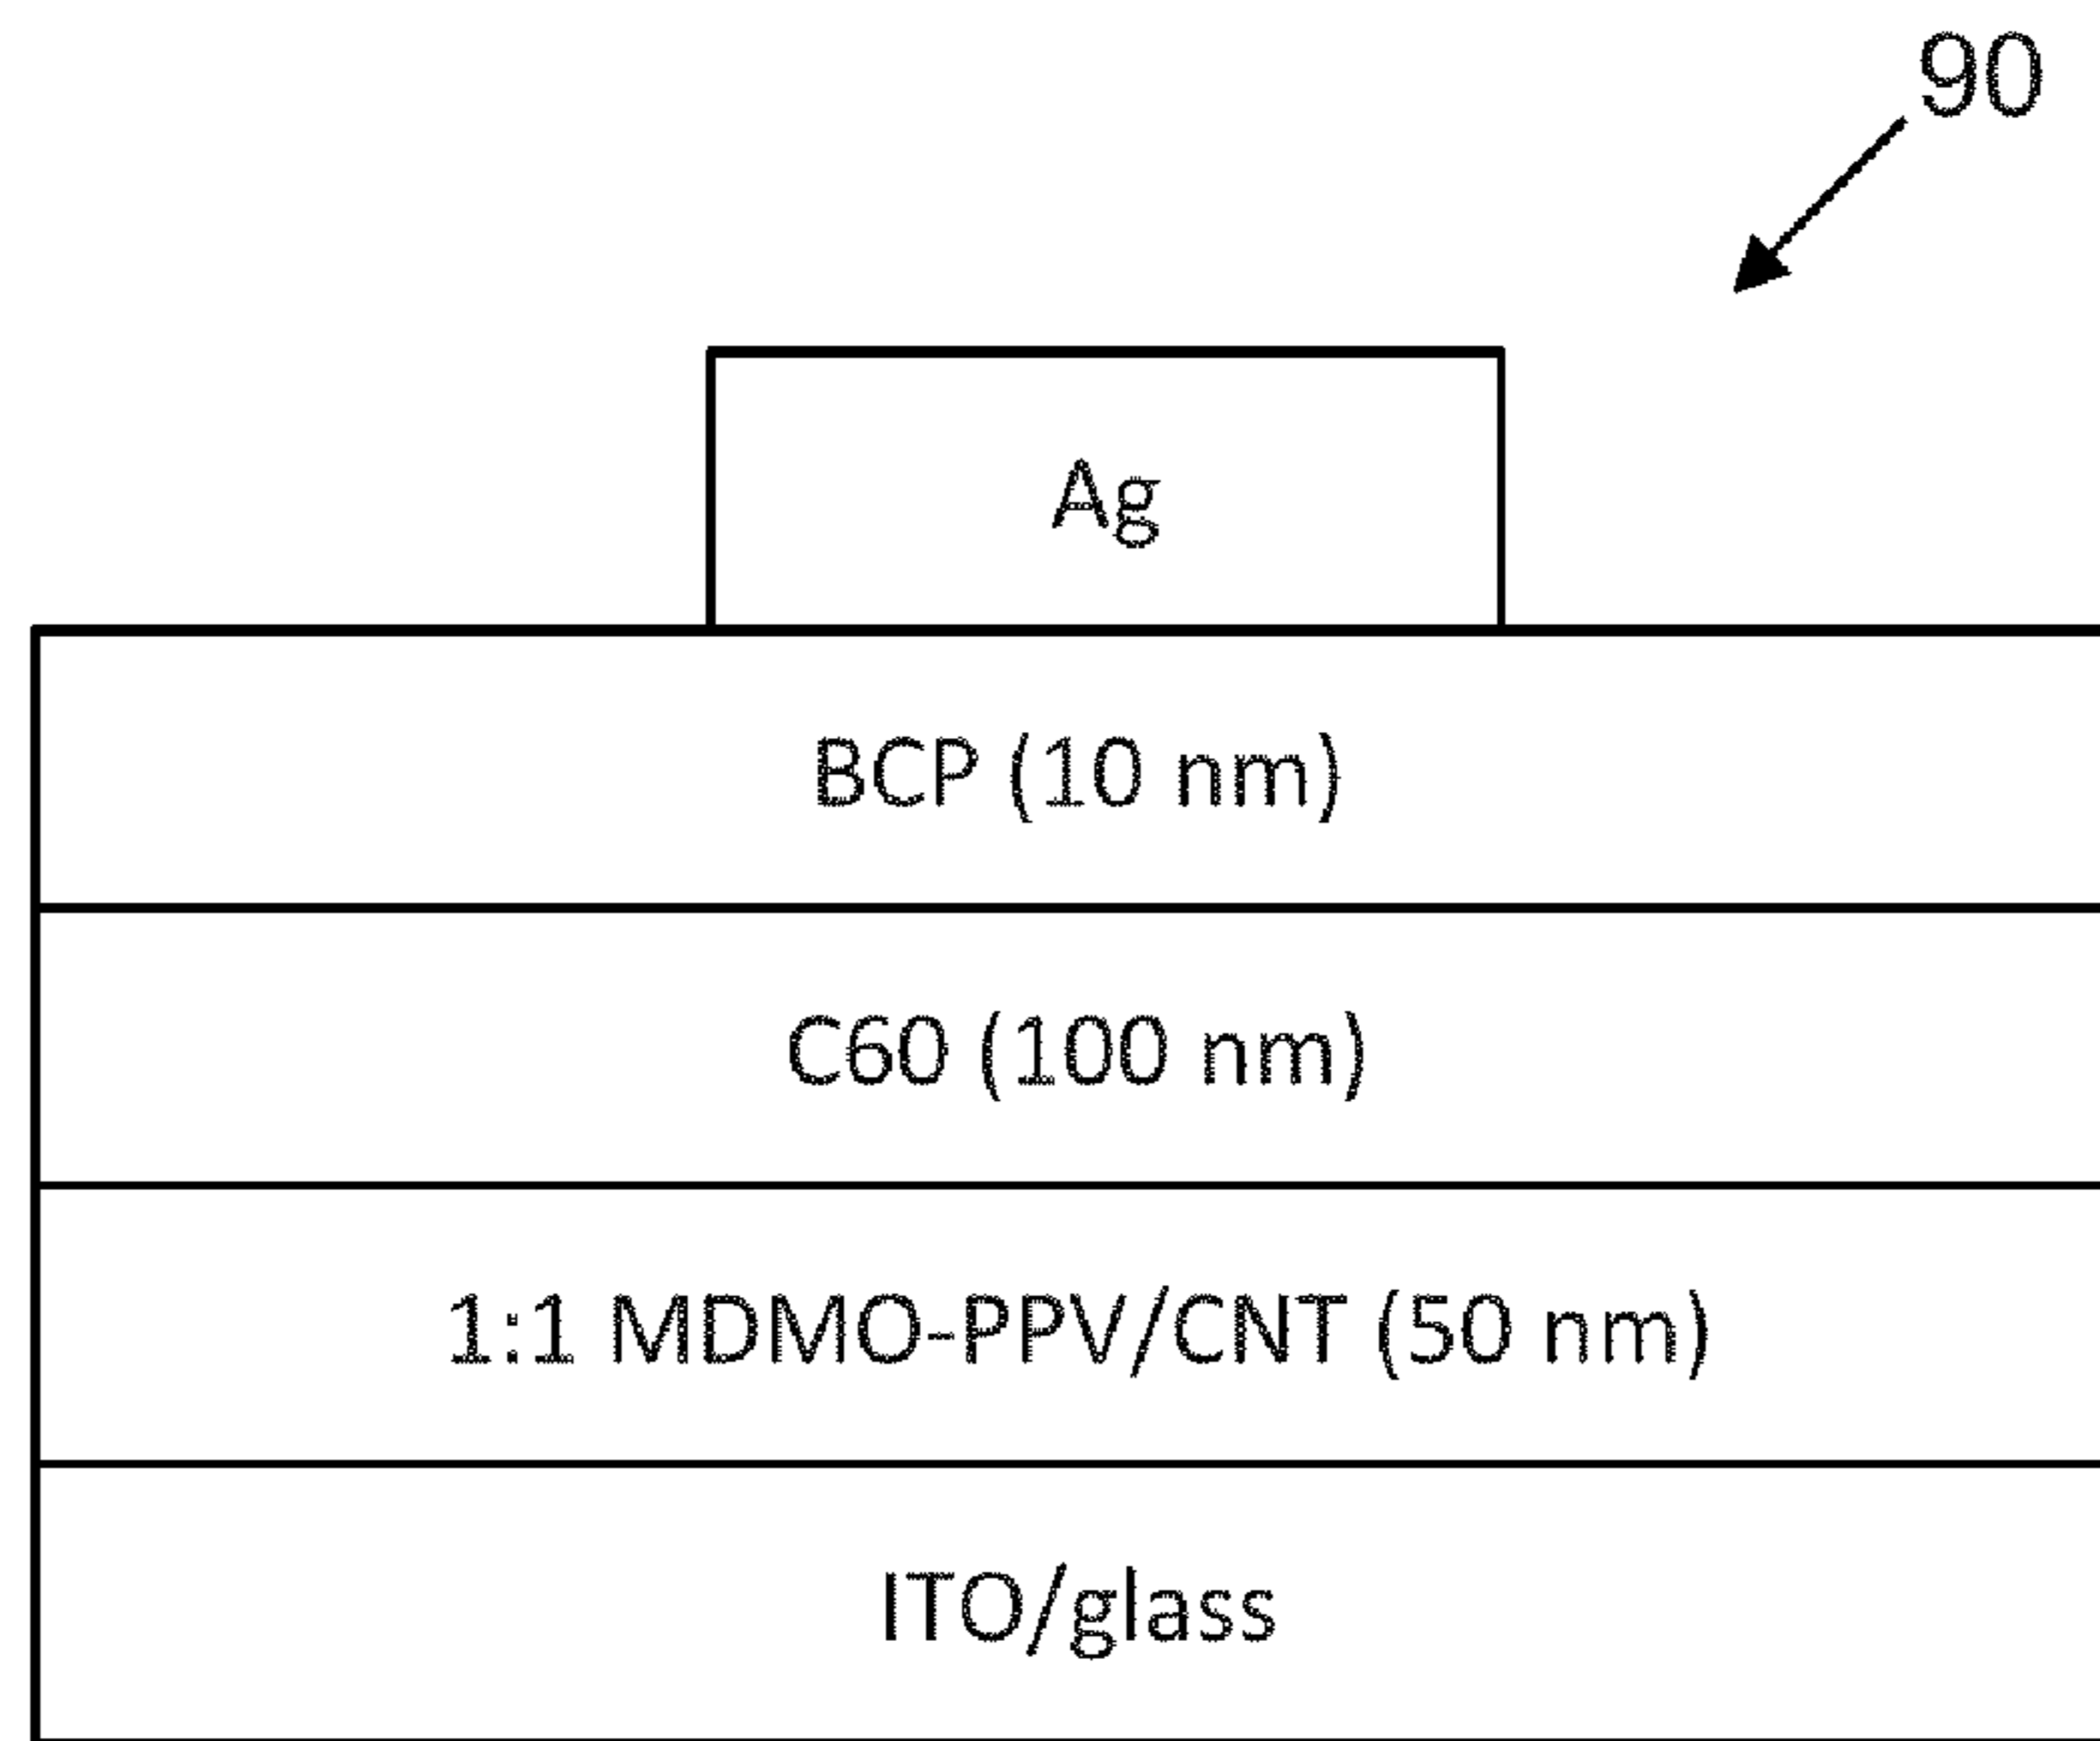 90
Ag
BCP (10 nm)
C60 (100 nm)
1:1 MDMO-PPV/CNT (50 nm)
ITO/glass